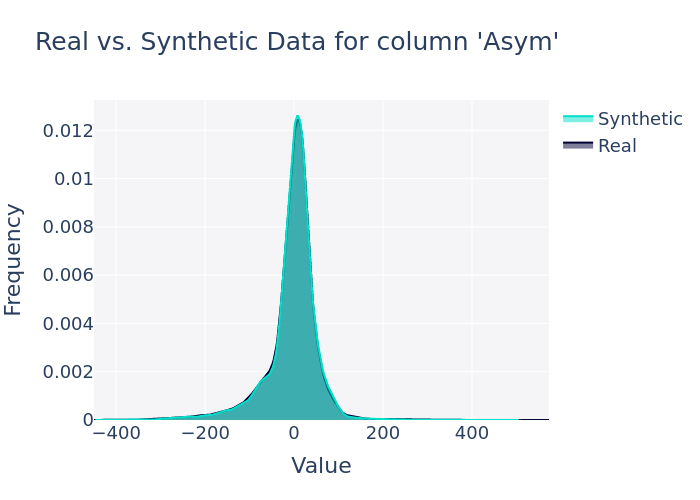 Real vs. Synthetic Data for column 'Asym'
Synthetic
Real
Frequency
0.012
0.01
0.008
0.006
0.004
0.002
0
−400
−200
0
200
400
Value